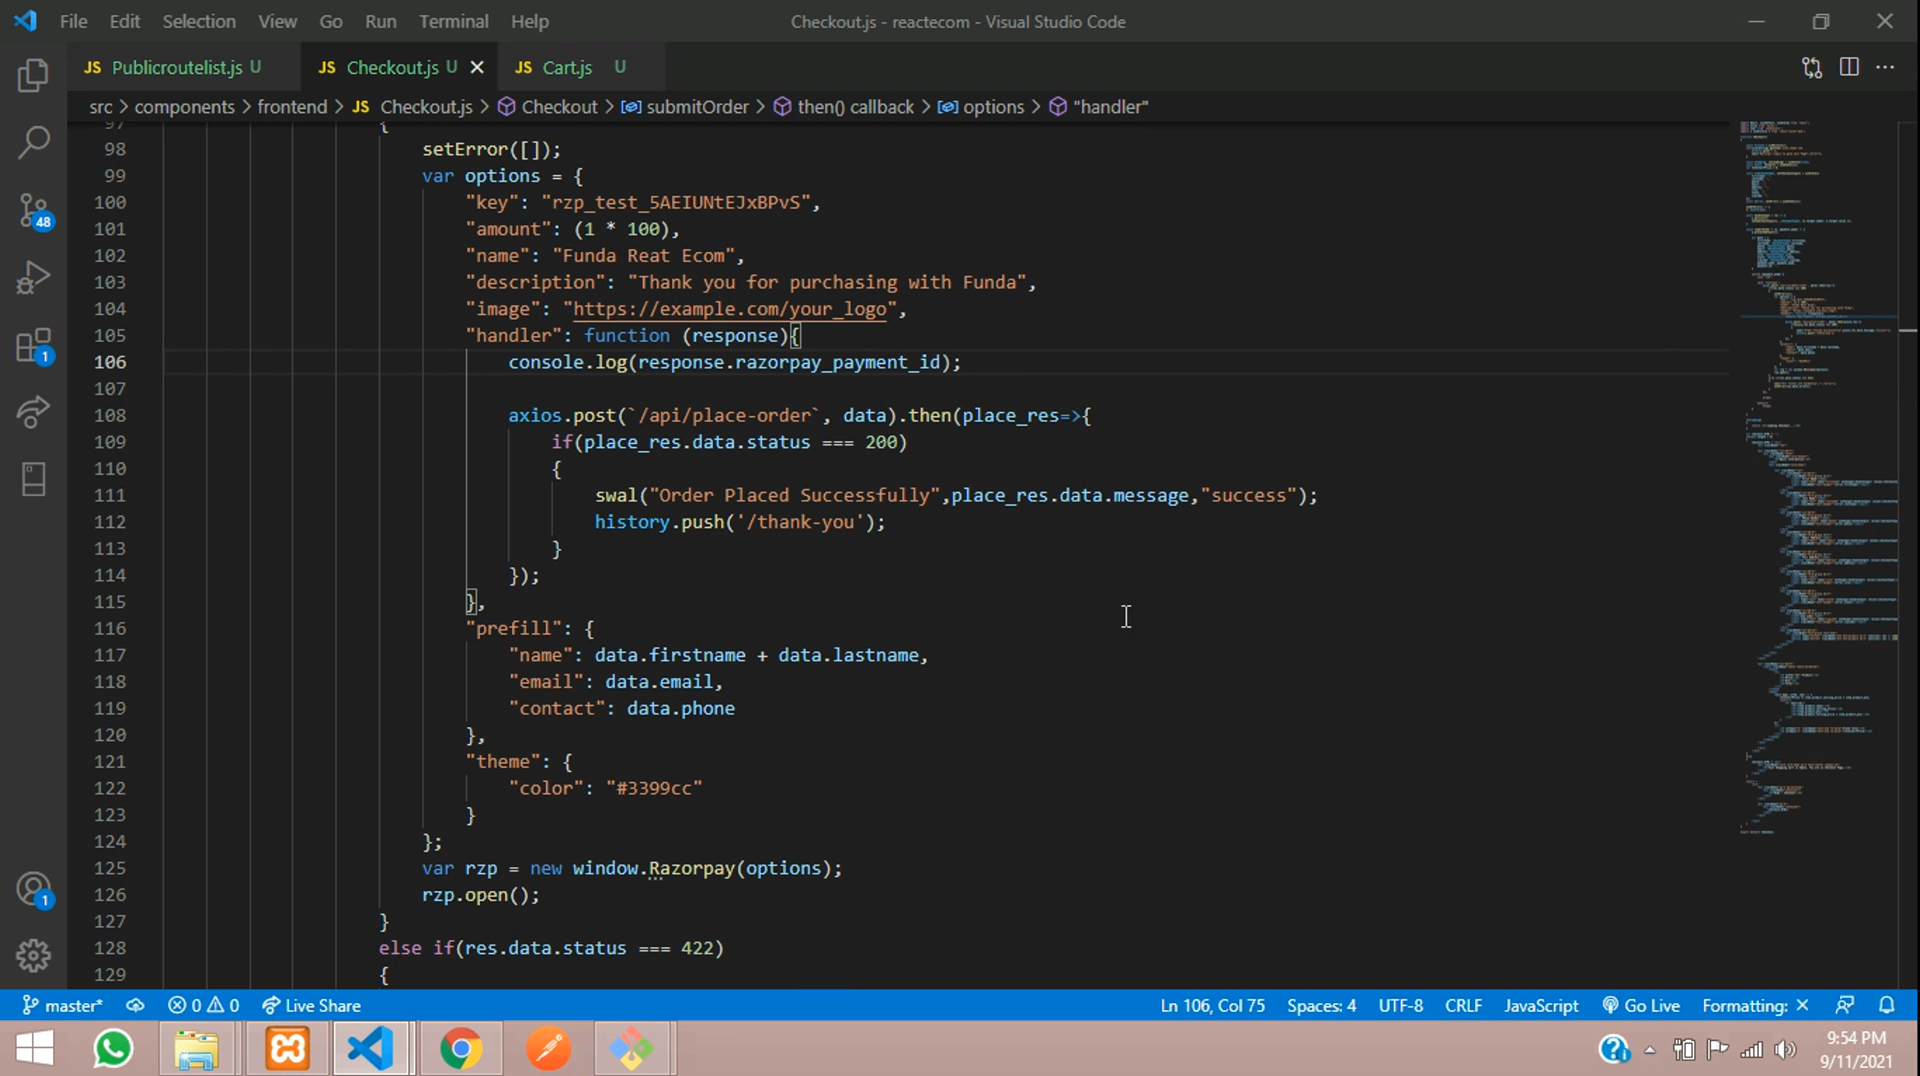 File Edit Selection View Go Run Terminal Help
Checkout.js - reactecom - Visual Studio Code
JS Publicroutelist.js U
JS Checkout.js U
JS Cart.js U
src > components > frontend > JS Checkout.js > Checkout > submitOrder > then() callback > options > "handler"
97 {
98 setError([]);
99 var options = {
100 "key": "rzp_test_5AEIUNtEJxBPvS",
101 "amount": (1 * 100),
102 "name": "Funda Reat Ecom",
103 "description": "Thank you for purchasing with Funda",
104 "image": "https://example.com/your_logo",
105 "handler": function (response){
106 console.log(response.razorpay_payment_id);
107
108 axios.post(`/api/place-order`, data).then(place_res=>{
109 if(place_res.data.status === 200)
110 {
111 swal("Order Placed Successfully",place_res.data.message,"success");
112 history.push('/thank-you');
113 }
114 });
115 },
116 "prefill": {
117 "name": data.firstname + data.lastname,
118 "email": data.email,
119 "contact": data.phone
120 },
121 "theme": {
122 "color": "#3399cc"
123 }
124 };
125 var rzp = new window.Razorpay(options);
126 rzp.open();
127 }
128 else if(res.data.status === 422)
129 {
48
1
1
master* 0 0 Live Share
Ln 106, Col 75 Spaces: 4 UTF-8 CRLF JavaScript Go Live Formatting: ×
9:54 PM
9/11/2021